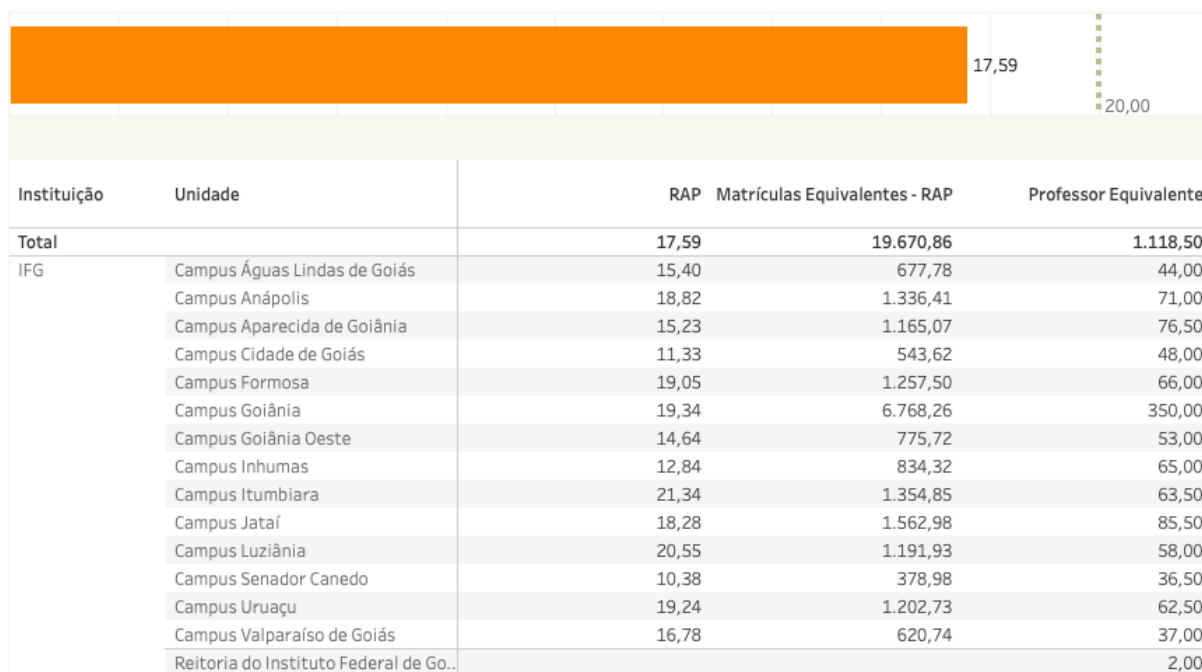 17,59
20,00
Instituição Unidade RAP Matrículas Equivalentes - RAP Professor Equivalente
Total 17,59 19.670,86 1.118,50
IFG Campus Águas Lindas de Goiás 15,40 677,78 44,00
Campus Anápolis 18,82 1.336,41 71,00
Campus Aparecida de Goiânia 15,23 1.165,07 76,50
Campus Cidade de Goiás 11,33 543,62 48,00
Campus Formosa 19,05 1.257,50 66,00
Campus Goiânia 19,34 6.768,26 350,00
Campus Goiânia Oeste 14,64 775,72 53,00
Campus Inhumas 12,84 834,32 65,00
Campus Itumbiara 21,34 1.354,85 63,50
Campus Jataí 18,28 1.562,98 85,50
Campus Luziânia 20,55 1.191,93 58,00
Campus Senador Canedo 10,38 378,98 36,50
Campus Uruaçu 19,24 1.202,73 62,50
Campus Valparaíso de Goiás 16,78 620,74 37,00
Reitoria do Instituto Federal de Go.. 2,00